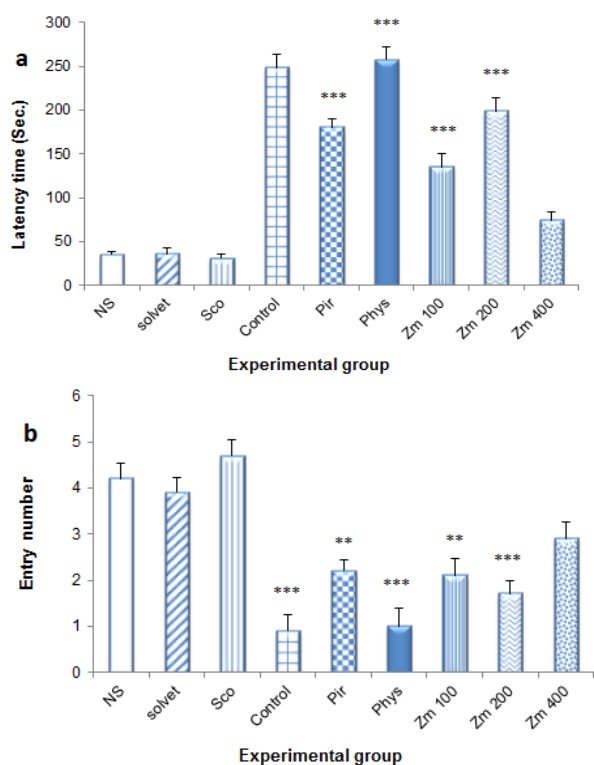 a
Latency time (Sec.)
300
250
200
150
100
50
0
***
***
***
***
NS
solvet
Sco
Control
Pir
Phys
Zm 100
Zm 200
Zm 400
Experimental group
b
Entry number
6
5
4
3
2
1
0
***
**
***
**
***
NS
solvet
Sco
Control
Pir
Phys
Zm 100
Zm 200
Zm 400
Experimental group